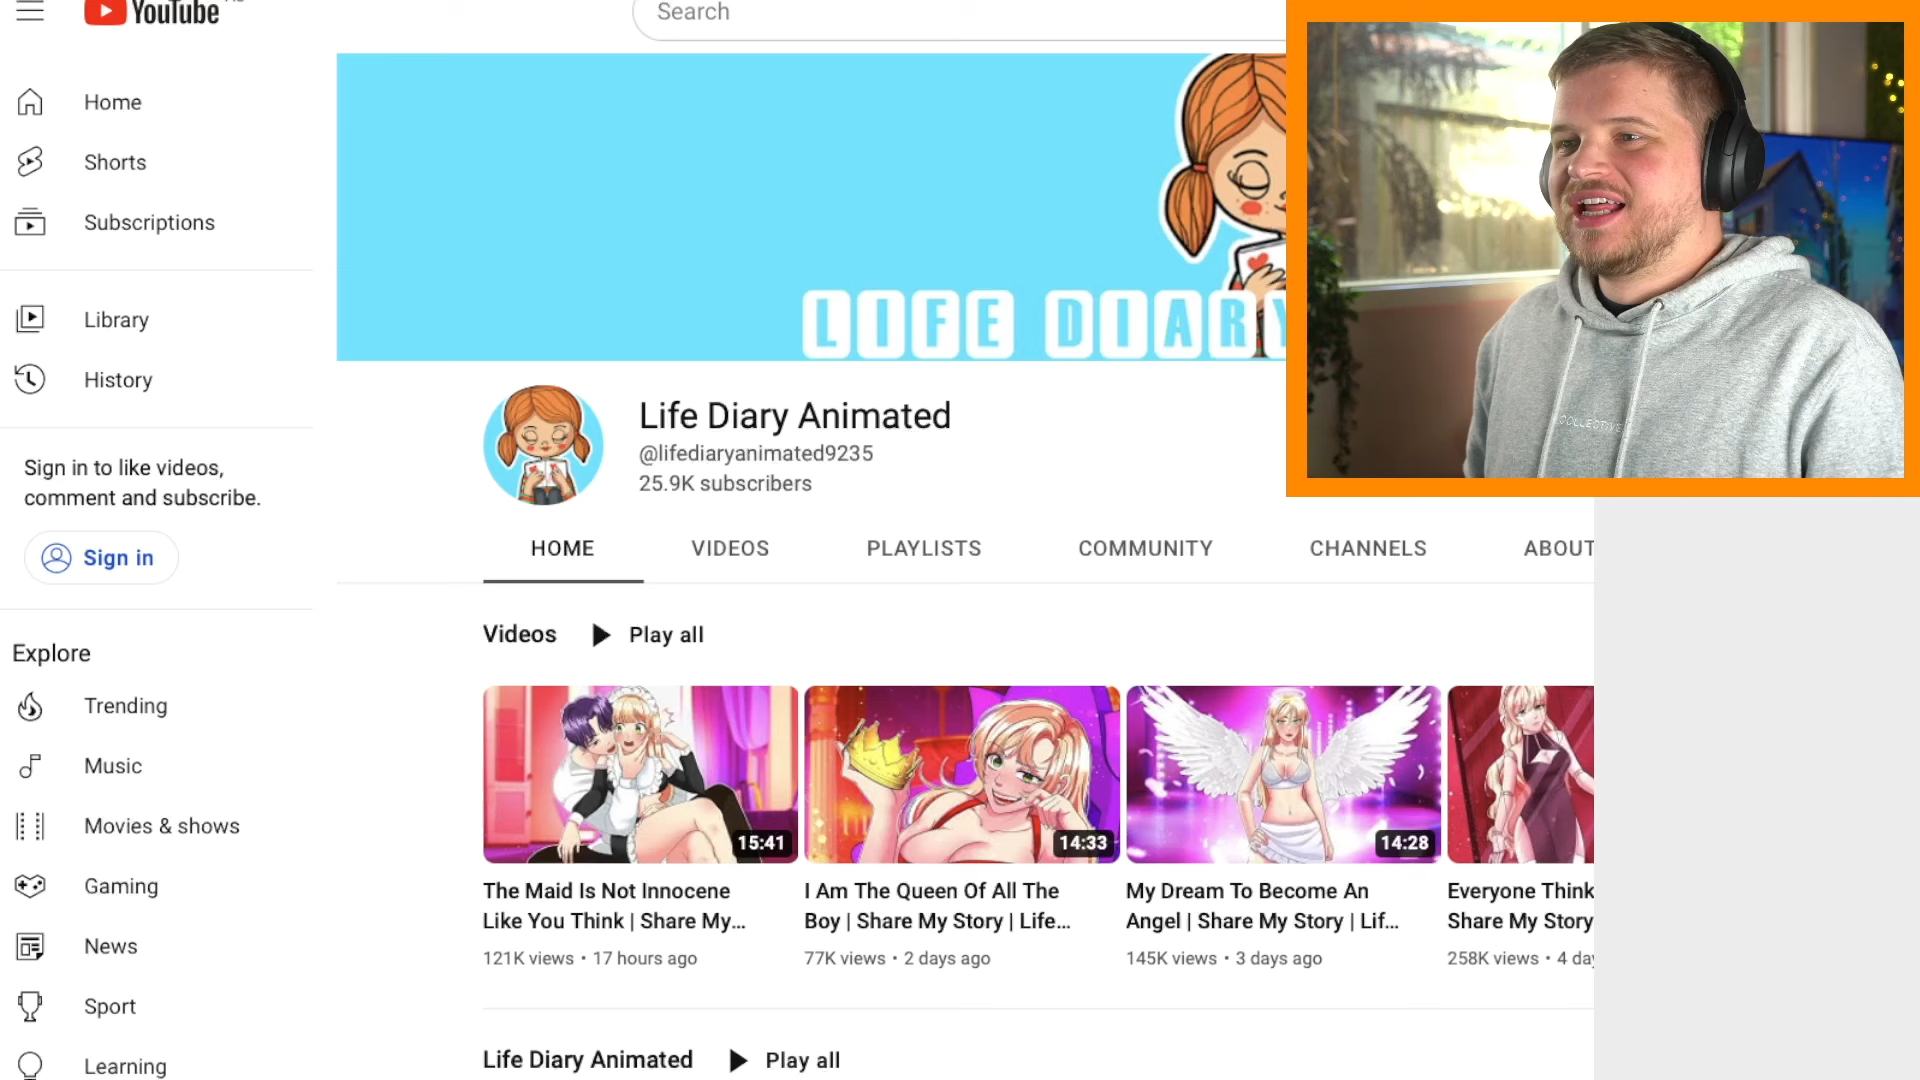 YouTube
Search
Home
Shorts
Subscriptions
Library
History
Sign in to like videos,
comment and subscribe.
Sign in
Explore
Trending
Music
Movies & shows
Gaming
News
Sport
Learning
LIFE DIARY
Life Diary Animated
@lifediaryanimated9235
25.9K subscribers
HOME
VIDEOS
PLAYLISTS
COMMUNITY
CHANNELS
ABOUT
Videos
Play all
15:41
14:33
14:28
The Maid Is Not Innocene
Like You Think | Share My...
121K views • 17 hours ago
I Am The Queen Of All The
Boy | Share My Story | Life...
77K views • 2 days ago
My Dream To Become An
Angel | Share My Story | Lif...
145K views • 3 days ago
Everyone Think
Share My Story
258K views • 4 da
Life Diary Animated
Play all
COLLECTIVE